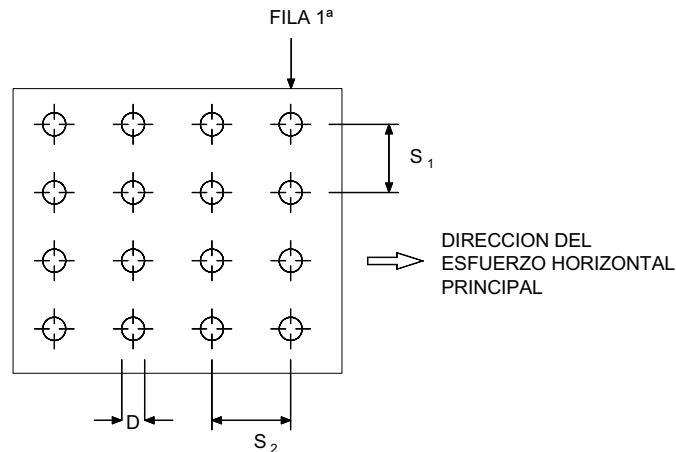 FILA 1ª
S 1
DIRECCION DEL
ESFUERZO HORIZONTAL
PRINCIPAL
D
S 2